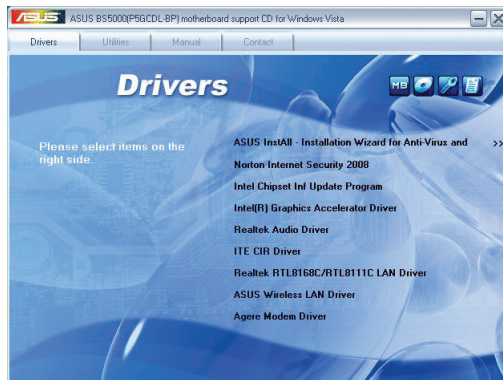 ASUS ASUS BS5000(P5GCDL-BP) motherboard support CD for Windows Vista
Drivers Utilities Manual Contact
Drivers
MB
Please select items on the
right side.
ASUS InstAll - Installation Wizard for Anti-Virus and >>
Norton Internet Security 2008
Intel Chipset Inf Update Program
Intel(R) Graphics Accelerator Driver
Realtek Audio Driver
ITE CIR Driver
Realtek RTL8168C/RTL8111C LAN Driver
ASUS Wireless LAN Driver
Agere Modem Driver